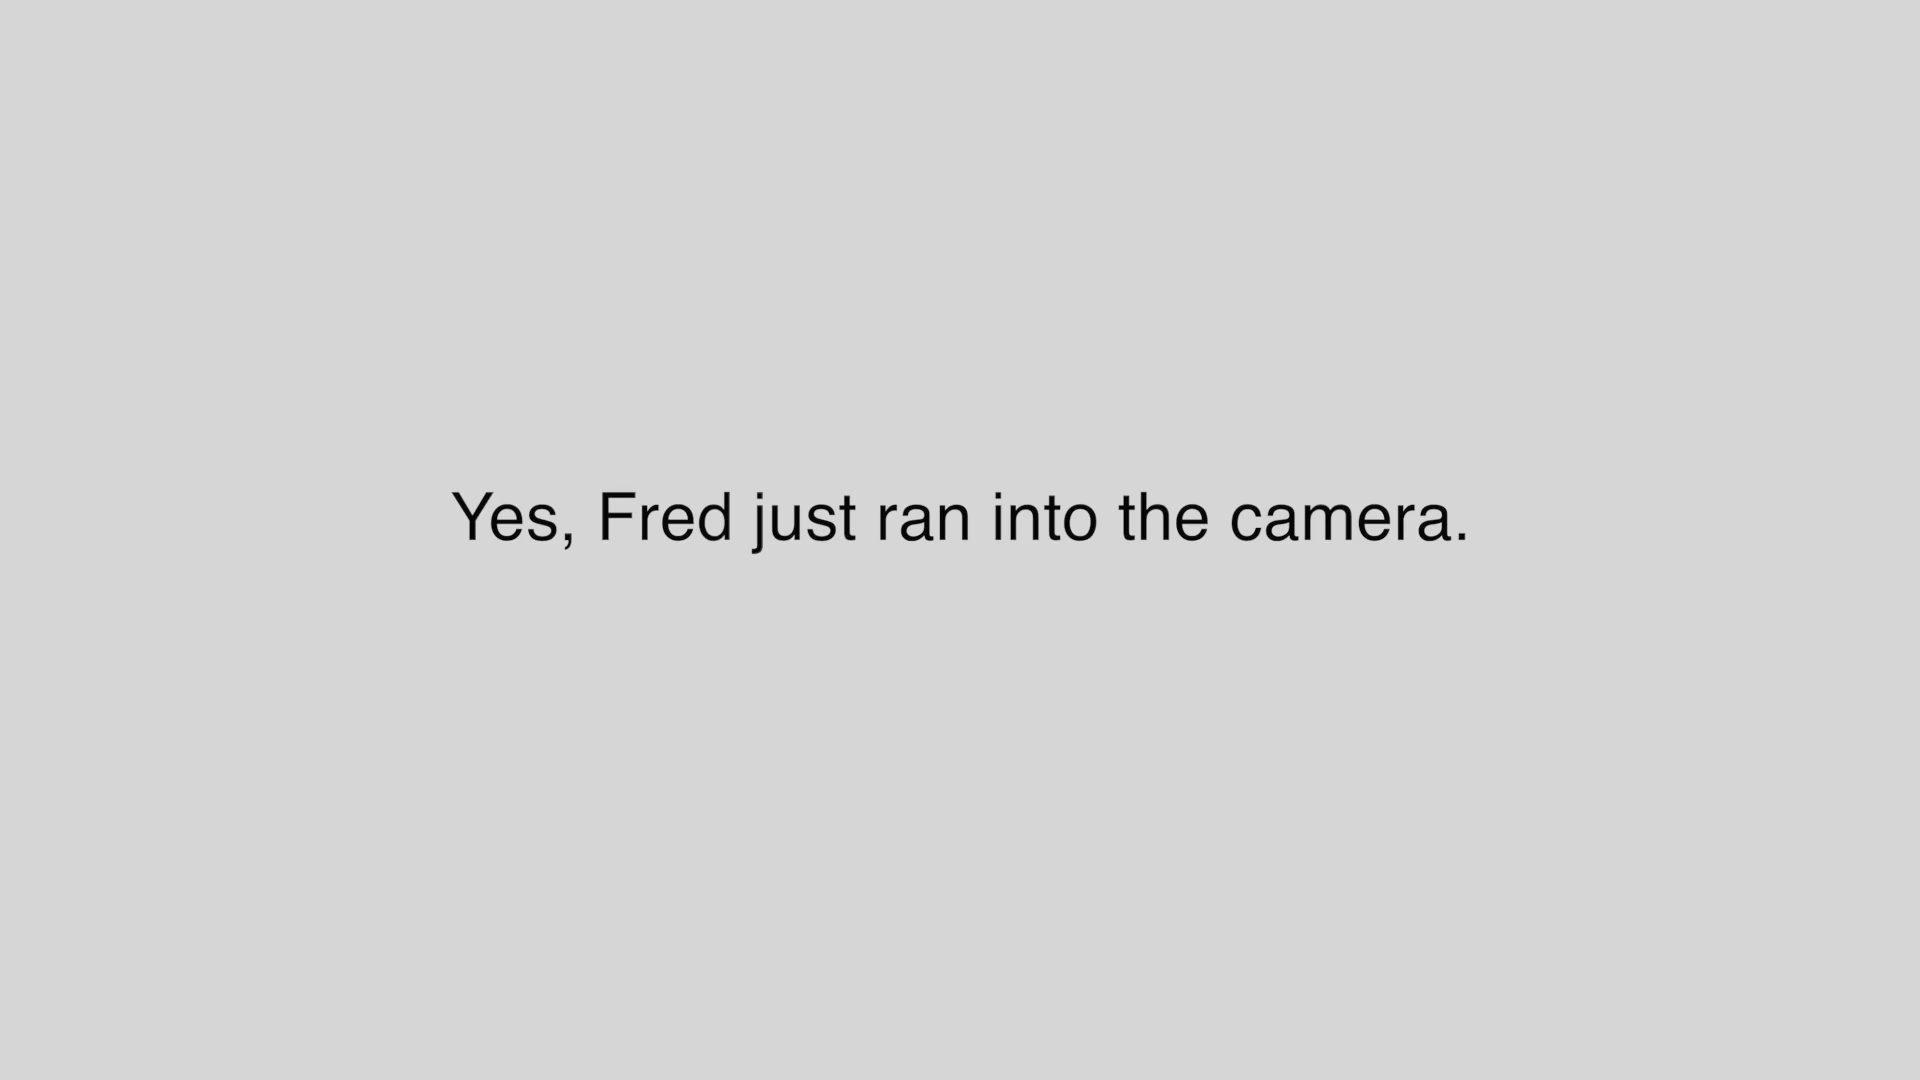 Yes, Fred just ran into the camera.